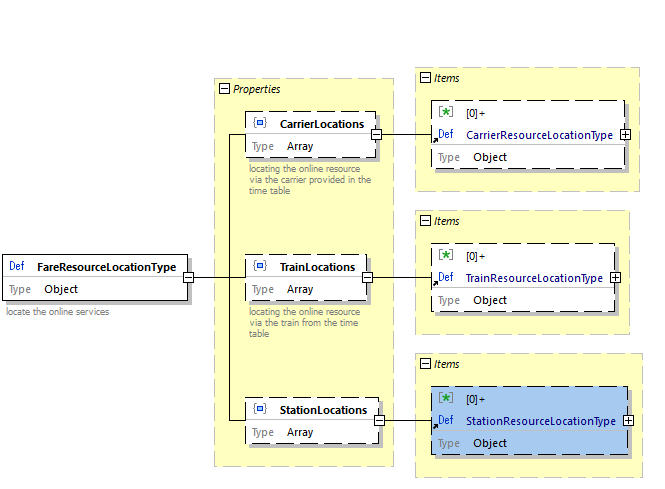 Properties
CarrierLocations
Type Array
locating the online resource
via the carrier provided in the
time table
Items
[0]+
Def CarrierResourceLocationType
Type Object
Def FareResourceLocationType
Type Object
locate the online services
TrainLocations
Type Array
locating the online resource
via the train from the time
table
Items
[0]+
Def TrainResourceLocationType
Type Object
StationLocations
Type Array
Items
[0]+
Def StationResourceLocationType
Type Object